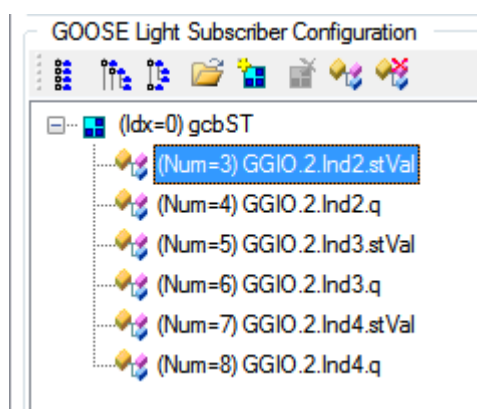 GOOSE Light Subscriber Configuration
(Idx=0) gcbST
(Num=3) GGIO.2.Ind2.stVal
(Num=4) GGIO.2.Ind2.q
(Num=5) GGIO.2.Ind3.stVal
(Num=6) GGIO.2.Ind3.q
(Num=7) GGIO.2.Ind4.stVal
(Num=8) GGIO.2.Ind4.q